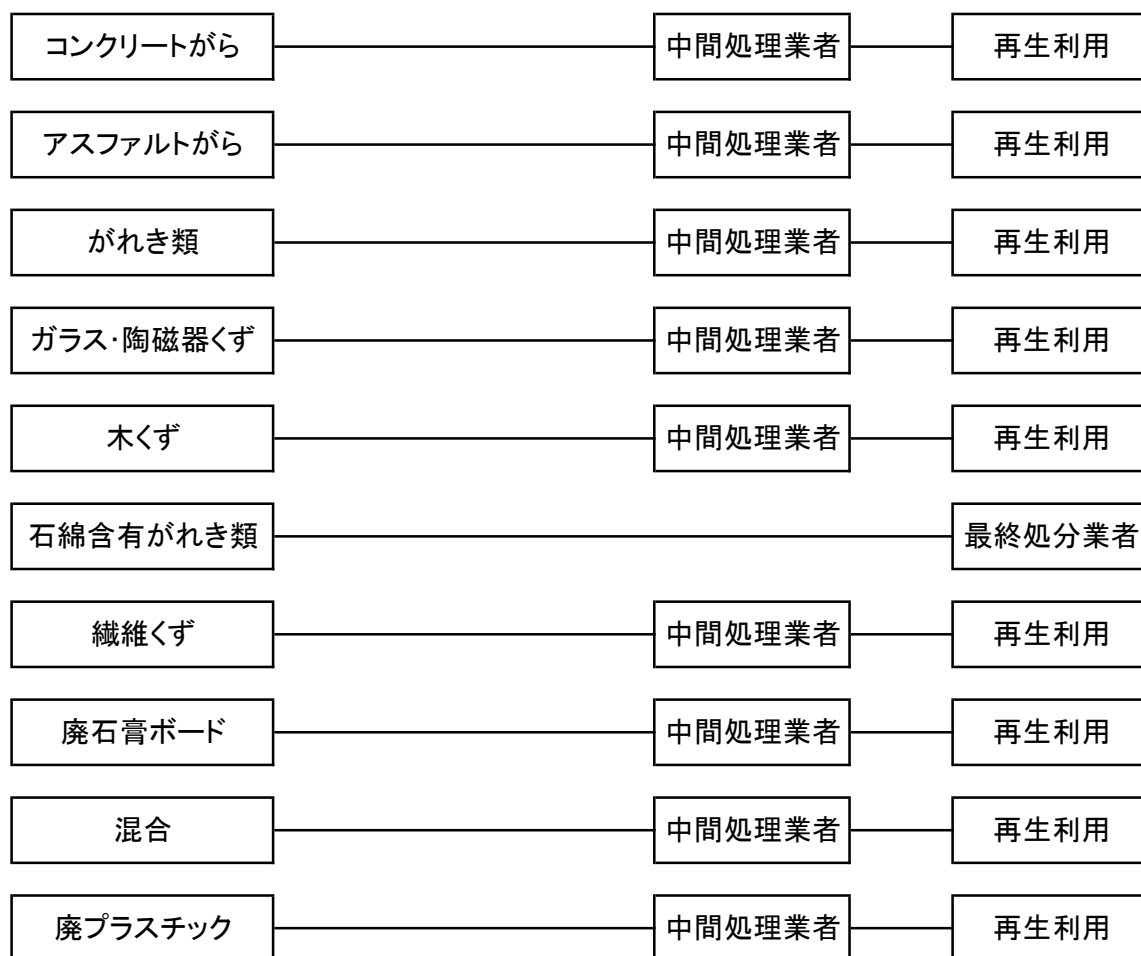 コンクリートがら 中間処理業者 再生利用
アスファルトがら 中間処理業者 再生利用
がれき類 中間処理業者 再生利用
ガラス・陶磁器くず 中間処理業者 再生利用
木くず 中間処理業者 再生利用
石綿含有がれき類 最終処分業者
繊維くず 中間処理業者 再生利用
廃石膏ボード 中間処理業者 再生利用
混合 中間処理業者 再生利用
廃プラスチック 中間処理業者 再生利用